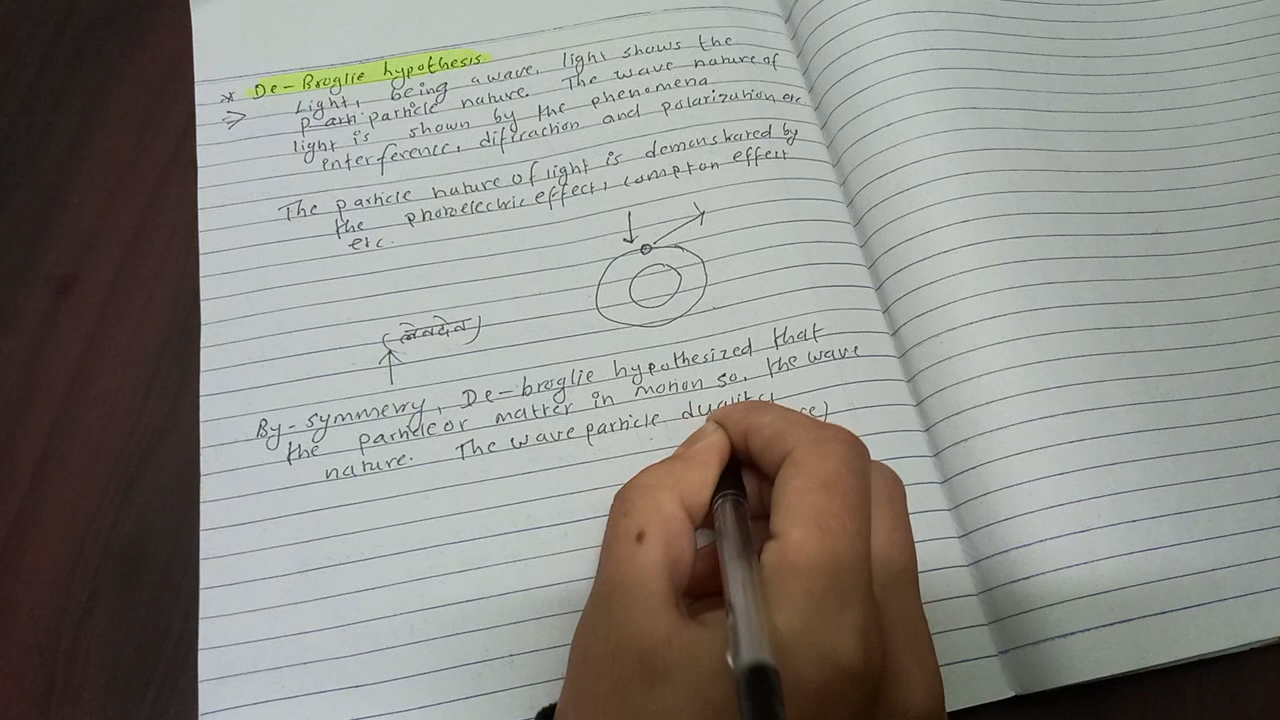 * De-Broglie hypothesis.
⇒ Light, being a wave, light shows the
particle nature. The wave nature of
light is shown by the phenomena
enterference, diffraction and polarization etc
The particle nature of light is demonstrared by
the photoelectric effect, compton effect
etc.
By-symmetry, De-broglie hypothesized that
the particle or matter in motion so, the wave
nature. The wave particle duality